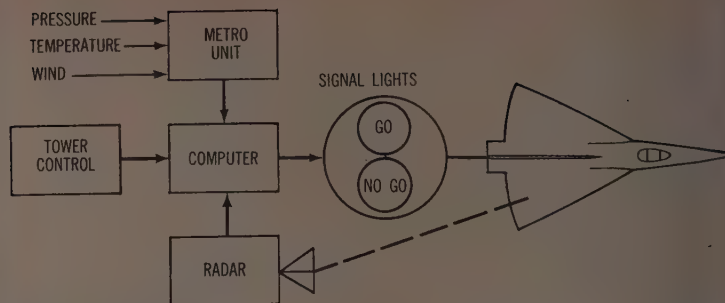 PRESSURE
TEMPERATURE
WIND
METRO
UNIT
SIGNAL LIGHTS
GO
NO GO
TOWER
CONTROL
COMPUTER
RADAR